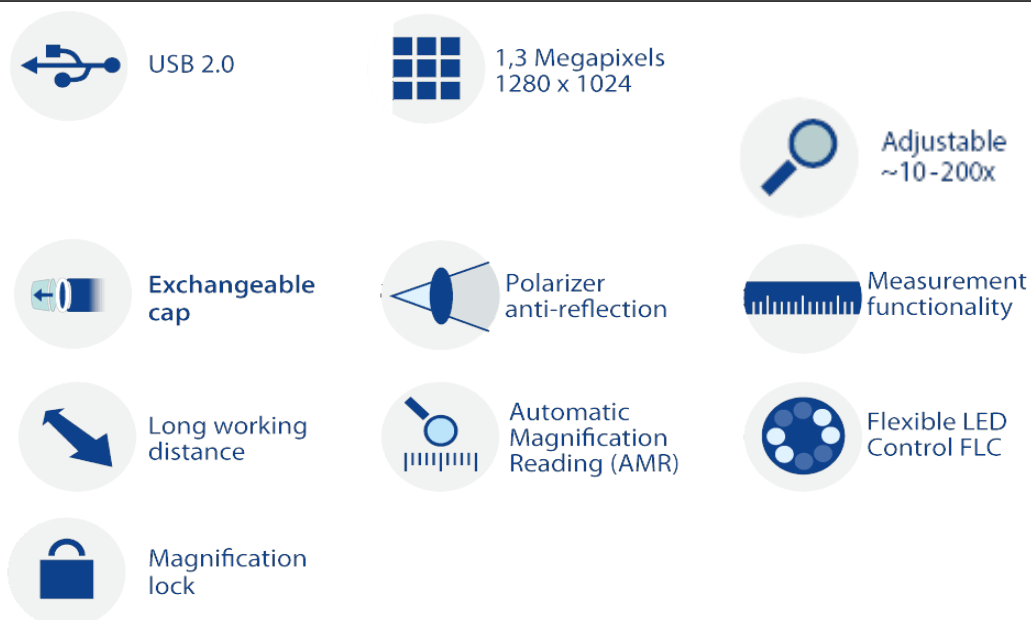 USB 2.0
1,3 Megapixels
1280 x 1024
Adjustable
~10-200x
Exchangeable
cap
Polarizer
anti-reflection
Measurement
functionality
Long working
distance
Automatic
Magnification
Reading (AMR)
Flexible LED
Control FLC
Magnification
lock